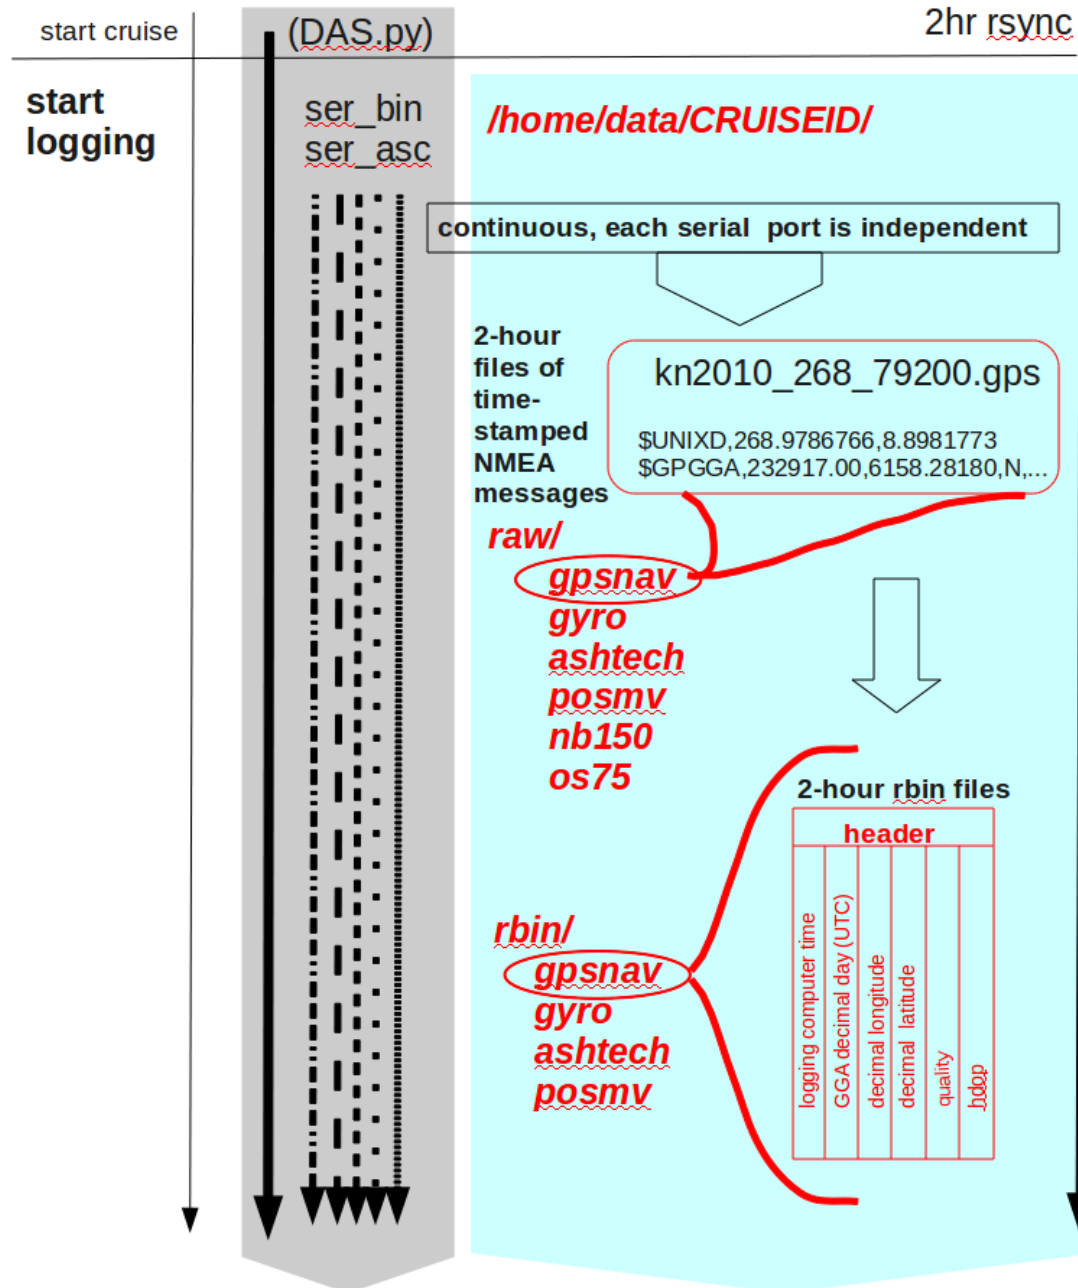 start cruise
(DAS.py)
2hr rsync
start
logging
ser_bin
ser_asc
/home/data/CRUISEID/
continuous, each serial port is independent
2-hour
files of
time-
stamped
NMEA
messages
kn2010_268_79200.gps
$UNIXD,268.9786766,8.8981773
$GPGGA,232917.00,6158.28180,N,...
raw/
gpsnav
gyro
ashtech
posmv
nb150
os75
2-hour rbin files
header
logging computer time
GGA decimal day (UTC)
decimal longitude
decimal latitude
quality
hdop
rbin/
gpsnav
gyro
ashtech
posmv